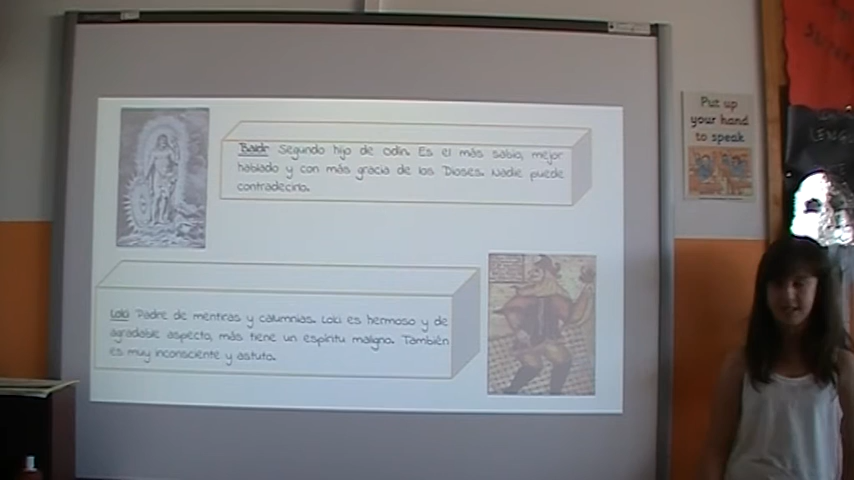 Baldr Segundo hijo de Odín. Es el más sabio, mejor
hablado y con más gracia de los Dioses. Nadie puede
contradecirlo.
Loki Padre de mentiras y calumnias. Loki es hermoso y de
agradable aspecto, más tiene un espíritu maligno. También
es muy inconsciente y astuto.
Put up
your hand
to speak
LENG